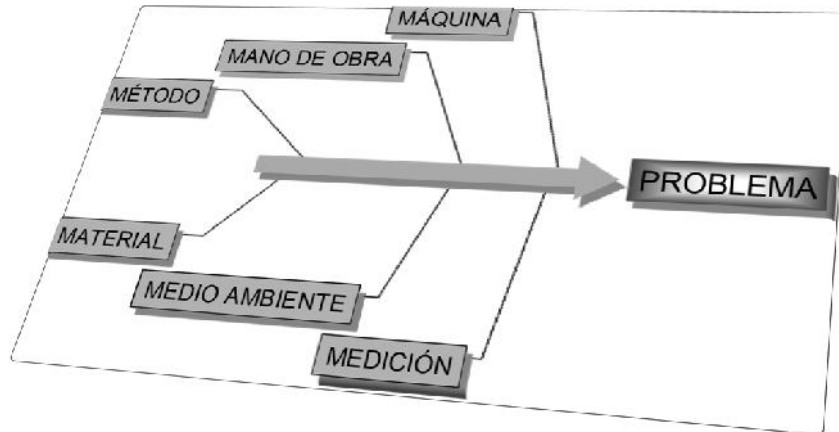 MÁQUINA
MANO DE OBRA
MÉTODO
PROBLEMA
MATERIAL
MEDIO AMBIENTE
MEDICIÓN